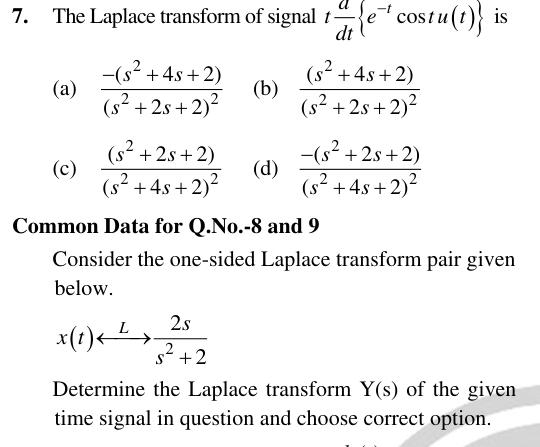 7. The Laplace transform of signal t d/dt {e^{-t} cos t u(t)} is
(a) -(s^2+4s+2)/(s^2+2s+2)^2 (b) (s^2+4s+2)/(s^2+2s+2)^2
(c) (s^2+2s+2)/(s^2+4s+2)^2 (d) -(s^2+2s+2)/(s^2+4s+2)^2
Common Data for Q.No.-8 and 9
Consider the one-sided Laplace transform pair given
below.
x(t) ←L→ 2s/(s^2+2)
Determine the Laplace transform Y(s) of the given
time signal in question and choose correct option.